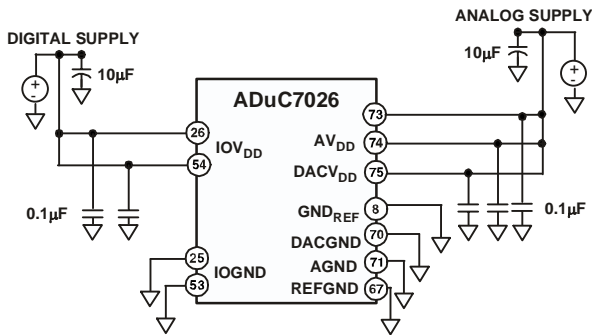 ANALOG SUPPLY
DIGITAL SUPPLY
10µF
10µF
ADuC7026
73
26
IOVDD
AVDD
74
54
DACVDD
75
GNDREF
8
0.1µF
0.1µF
DACGND
70
25
IOGND
AGND
71
53
REFGND
67